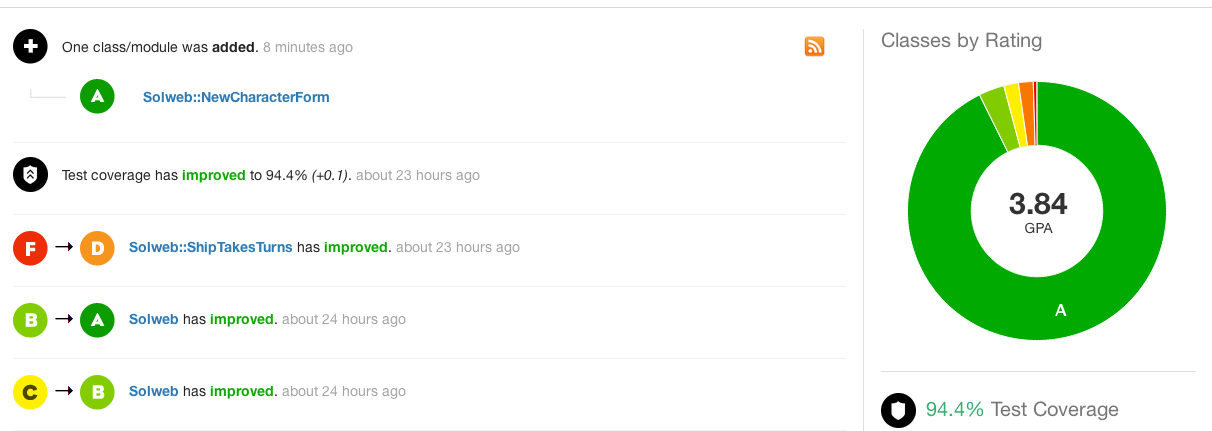 One class/module was added. 8 minutes ago
A Solweb::NewCharacterForm
Test coverage has improved to 94.4% (+0.1). about 23 hours ago
F → D Solweb::ShipTakesTurns has improved. about 23 hours ago
B → A Solweb has improved. about 24 hours ago
C → B Solweb has improved. about 24 hours ago
Classes by Rating
3.84
GPA
A
94.4% Test Coverage